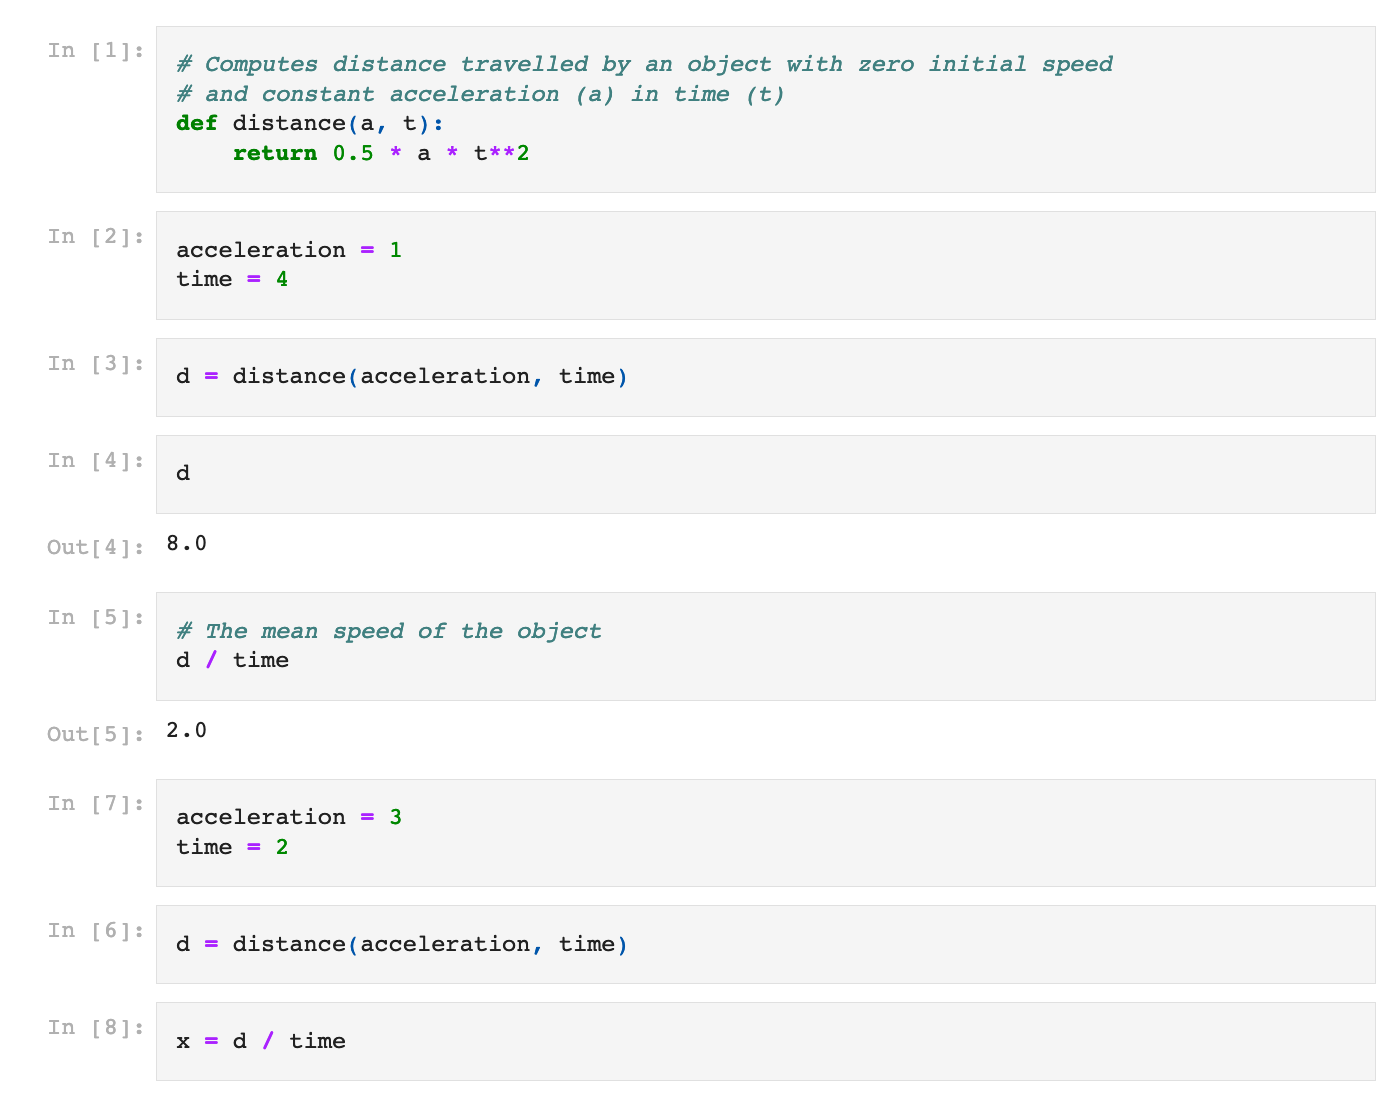 In [1]:
# Computes distance travelled by an object with zero initial speed
# and constant acceleration (a) in time (t)
def distance(a, t):
    return 0.5 * a * t**2
In [2]:
acceleration = 1
time = 4
In [3]:
d = distance(acceleration, time)
In [4]:
d
Out[4]:
8.0
In [5]:
# The mean speed of the object
d / time
Out[5]:
2.0
In [7]:
acceleration = 3
time = 2
In [6]:
d = distance(acceleration, time)
In [8]:
x = d / time